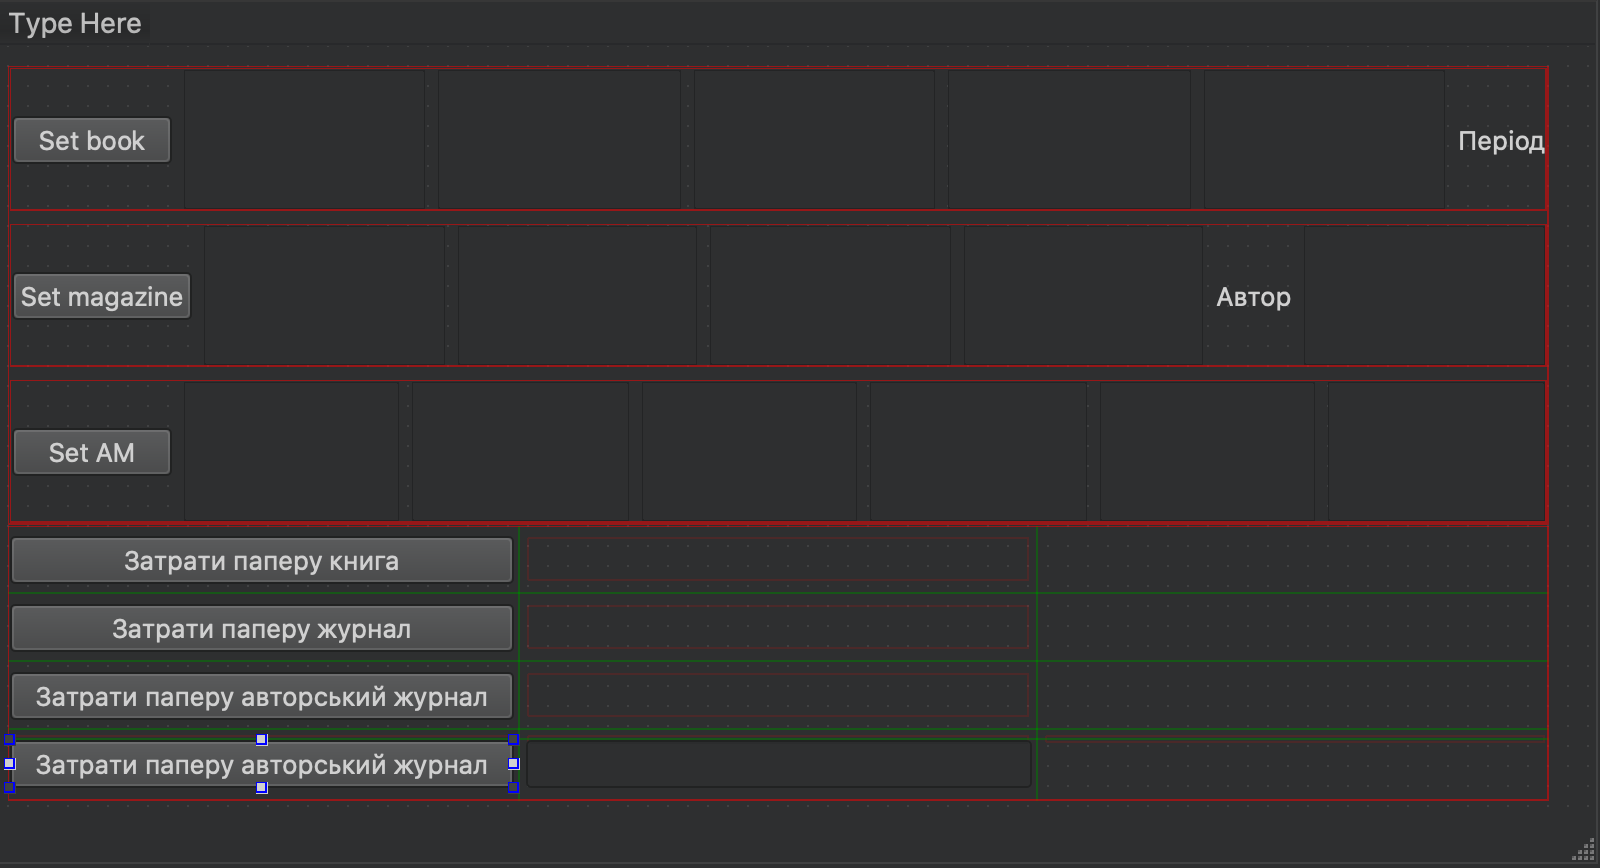 Type Here
Set book
Період
Set magazine
Автор
Set AM
Затрати паперу книга
Затрати паперу журнал
Затрати паперу авторський журнал
Затрати паперу авторський журнал